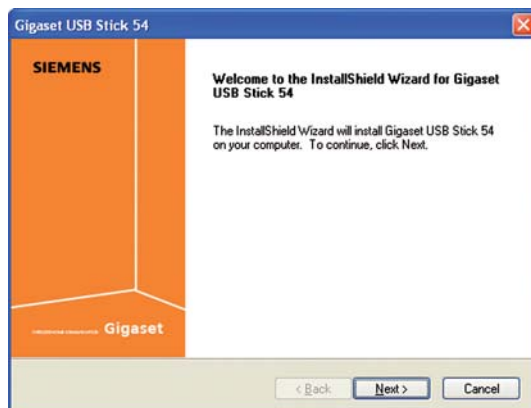 Gigaset USB Stick 54
SIEMENS
Welcome to the InstallShield Wizard for Gigaset
USB Stick 54
The InstallShield Wizard will install Gigaset USB Stick 54
on your computer. To continue, click Next.
Gigaset
< Back
Next >
Cancel